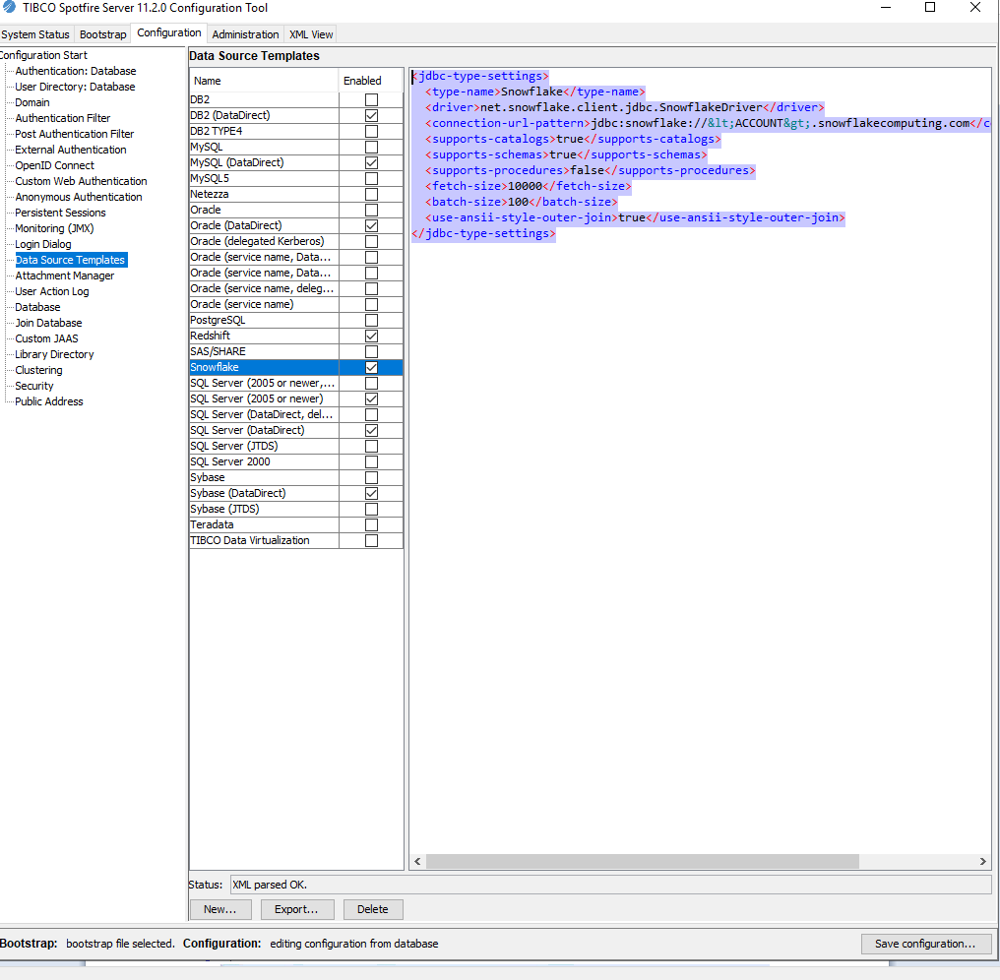 TIBCO Spotfire Server 11.2.0 Configuration Tool
System Status Bootstrap Configuration Administration XML View
Configuration Start
Authentication: Database
User Directory: Database
Domain
Authentication Filter
Post Authentication Filter
External Authentication
OpenID Connect
Custom Web Authentication
Anonymous Authentication
Persistent Sessions
Monitoring (JMX)
Login Dialog
Data Source Templates
Attachment Manager
User Action Log
Database
Join Database
Custom JAAS
Library Directory
Clustering
Security
Public Address
Data Source Templates
Name Enabled
DB2
DB2 (DataDirect)
DB2 TYPE4
MySQL
MySQL (DataDirect)
MySQL5
Netezza
Oracle
Oracle (DataDirect)
Oracle (delegated Kerberos)
Oracle (service name, Data...
Oracle (service name, Data...
Oracle (service name, deleg...
Oracle (service name)
PostgreSQL
Redshift
SAS/SHARE
Snowflake
SQL Server (2005 or newer,...
SQL Server (2005 or newer)
SQL Server (DataDirect, del...
SQL Server (DataDirect)
SQL Server (JTDS)
SQL Server 2000
Sybase
Sybase (DataDirect)
Sybase (JTDS)
Teradata
TIBCO Data Virtualization
<jdbc-type-settings>
<type-name>Snowflake</type-name>
<driver>net.snowflake.client.jdbc.SnowflakeDriver</driver>
<connection-url-pattern>jdbc:snowflake://&lt;ACCOUNT&gt;.snowflakecomputing.com</co
<supports-catalogs>true</supports-catalogs>
<supports-schemas>true</supports-schemas>
<supports-procedures>false</supports-procedures>
<fetch-size>10000</fetch-size>
<batch-size>100</batch-size>
<use-ansii-style-outer-join>true</use-ansii-style-outer-join>
</jdbc-type-settings>
Status: XML parsed OK.
New... Export... Delete
Bootstrap: bootstrap file selected. Configuration: editing configuration from database Save configuration...